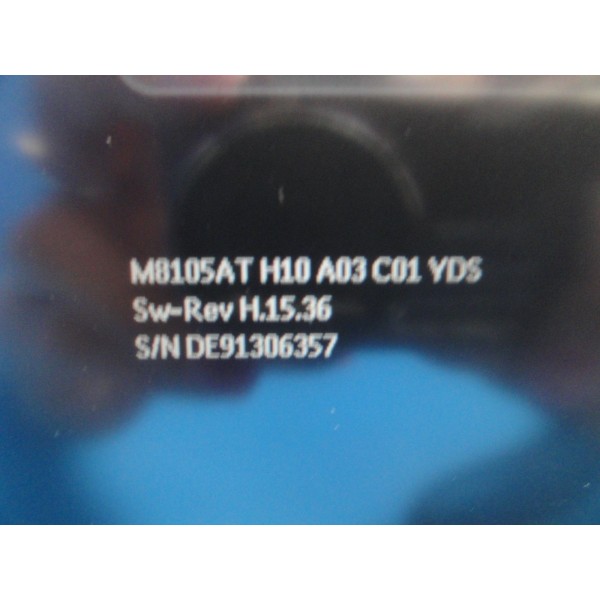 M8105AT H10 A03 C01 YDS
Sw-Rev H.15.36
S/N DE91306357